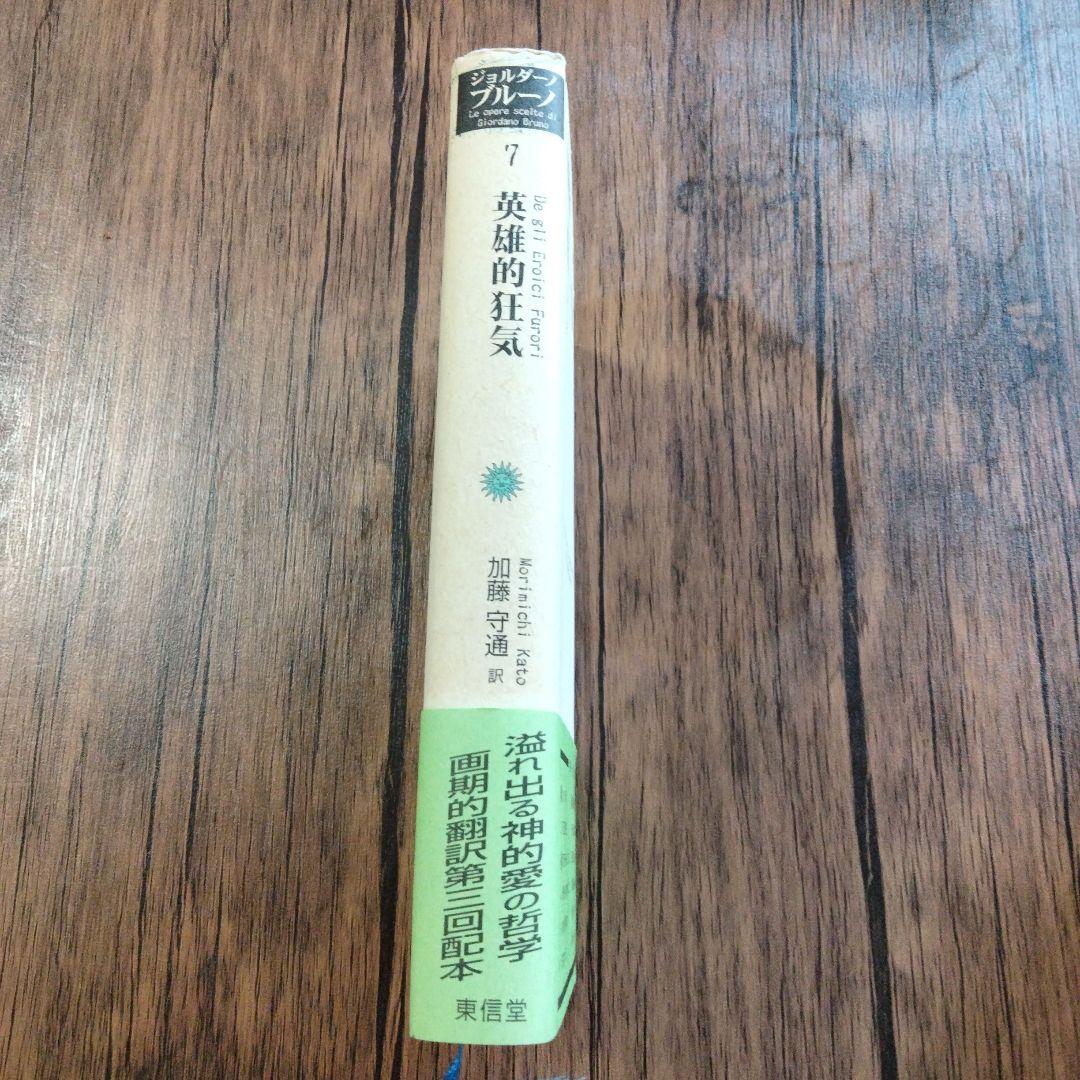 ジョルダーノ
ブルーノ
Le opere scelte di
Giordano Bruno
7
英雄的狂気
De gli Eroici Furori
加藤守通 訳
Morimichi Kato
溢れ出る神的愛の哲学
画期的翻訳第三回配本
東信堂